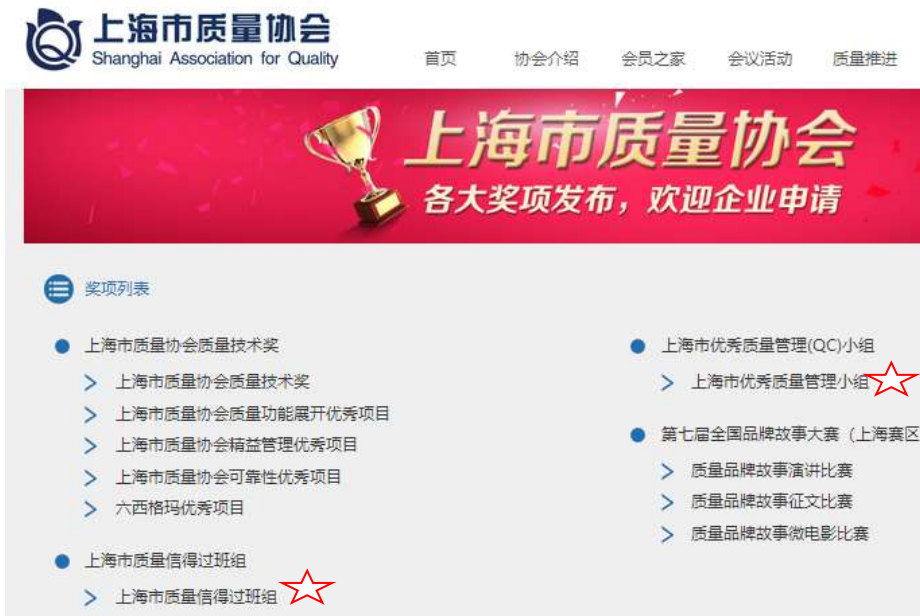 上海市质量协会
Shanghai Association for Quality
首页 协会介绍 会员之家 会议活动 质量推进
上海市质量协会
各大奖项发布，欢迎企业申请
奖项列表
上海市质量协会质量技术奖
上海市质量协会质量技术奖
上海市质量协会质量功能展开优秀项目
上海市质量协会精益管理优秀项目
上海市质量协会可靠性优秀项目
六西格玛优秀项目
上海市质量信得过班组
上海市质量信得过班组
上海市优秀质量管理(QC)小组
上海市优秀质量管理小组
第七届全国品牌故事大赛（上海赛区
质量品牌故事演讲比赛
质量品牌故事征文比赛
质量品牌故事微电影比赛